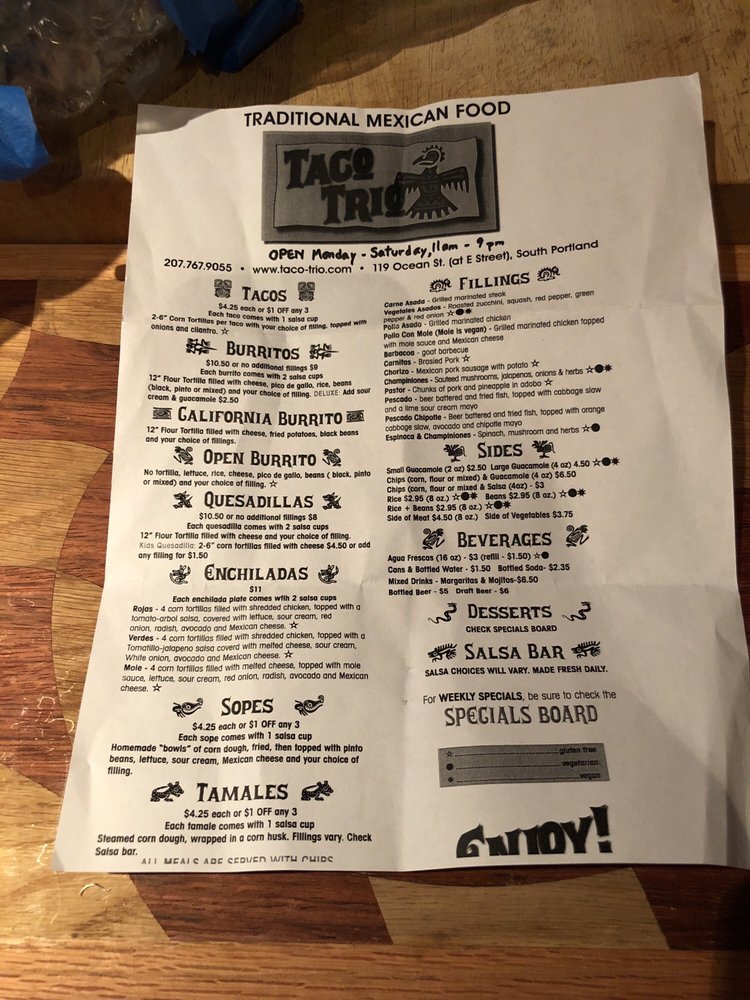 TRADITIONAL MEXICAN FOOD
TACO
TRIO
OPEN Monday - Saturday, 11am - 9pm
207.767.9055 • www.taco-trio.com • 119 Ocean St. (at E Street), South Portland
TACOS
$4.25 each or $1 OFF any 3
Each taco comes with 1 salsa cup
2-6" Corn Tortillas per taco with your choice of filling, topped with
onions and cilantro. ☆
BURRITOS
$10.50 or no additional fillings $9
Each burrito comes with 2 salsa cups
12" Flour Tortilla filled with cheese, pico de gallo, rice, beans
(black, pinto or mixed) and your choice of filling. DELUXE: Add sour
cream & guacamole $2.50
CALIFORNIA BURRITO
12" Flour Tortilla filled with cheese, fried potatoes, black beans
and your choice of fillings.
OPEN BURRITO
No tortilla, lettuce, rice, cheese, pico de gallo, beans ( black, pinto
or mixed) and your choice of filling. ☆
QUESADILLAS
$10.50 or no additional fillings $8
Each quesadilla comes with 2 salsa cups
12" Flour Tortilla filled with cheese and your choice of filling.
Kids Quesadilla: 2-6" corn tortillas filled with cheese $4.50 or add
any filling for $1.50
ENCHILADAS
$11
Each enchilada plate comes wtih 2 salsa cups
Rojas - 4 corn tortillas filled with shredded chicken, topped with a
tomato-arbol salsa, covered with lettuce, sour cream, red
onion, radish, avocado and Mexican cheese. ☆
Verdes - 4 corn tortillas filled with shredded chicken, topped with a
Tomatillo-jalapeno salsa coverd with melted cheese, sour cream,
White onion, avocado and Mexican cheese. ☆
Mole - 4 corn tortillas filled with melted cheese, topped with mole
sauce, lettuce, sour cream, red onion, radish, avocado and Mexican
cheese. ☆
SOPES
$4.25 each or $1 OFF any 3
Each sope comes with 1 salsa cup
Homemade "bowls" of corn dough, fried, then topped with pinto
beans, lettuce, sour cream, Mexican cheese and your choice of
filling.
TAMALES
$4.25 each or $1 OFF any 3
Each tamale comes with 1 salsa cup
Steamed corn dough, wrapped in a corn husk. Fillings vary. Check
Salsa bar.
ALL MEALS ARE SERVED WITH CHIPS
FILLINGS
Carne Asada - Grilled marinated steak
Vegetales Asados - Roasted zucchini, squash, red pepper, green
pepper & red onion ☆●✷
Pollo Asado - Grilled marinated chicken
Pollo Con Mole (Mole is vegan) - Grilled marinated chicken topped
with mole sauce and Mexican cheese
Barbacoa - goat barbecue
Carnitas - Brasied Pork ☆
Chorizo - Mexican pork sausage with potato ☆
Champiniones - Sauteed mushrooms, jalapenos, onions & herbs ☆●✷
Pastor - Chunks of pork and pineapple in adobo ☆
Pescado - beer battered and fried fish, topped with cabbage slaw
and a lime sour cream mayo
Pescado Chipotle - Beer battered and fried fish, topped with orange
cabbage slaw, avocado and chipotle mayo
Espinaca & Champiniones - Spinach, mushroom and herbs ☆●
SIDES
Small Guacamole (2 oz) $2.50 Large Guacamole (4 oz) 4.50 ☆●✷
Chips (corn, flour or mixed) & Guacamole (4 oz) $6.50
Chips (corn, flour or mixed & Salsa (4oz) - $3
Rice $2.95 (8 oz.) ☆●✷ Beans $2.95 (8 oz.) ☆●✷
Rice + Beans $2.95 (8 oz.) ☆●✷
Side of Meat $4.50 (8 oz) Side of Vegetables $3.75
BEVERAGES
Agua Frescas (16 oz) - $3 (refill - $1.50) ☆●
Cans & Bottled Water - $1.50 Bottled Soda- $2.35
Mixed Drinks - Margaritas & Mojitos-$6.50
Bottled Beer - $5 Draft Beer - $6
DESSERTS
CHECK SPECIALS BOARD
SALSA BAR
SALSA CHOICES WILL VARY. MADE FRESH DAILY.
For WEEKLY SPECIALS, be sure to check the
SPECIALS BOARD
☆ ........ gluten free
● ........ vegetarian
✷ ........ vegan
ENJOY!